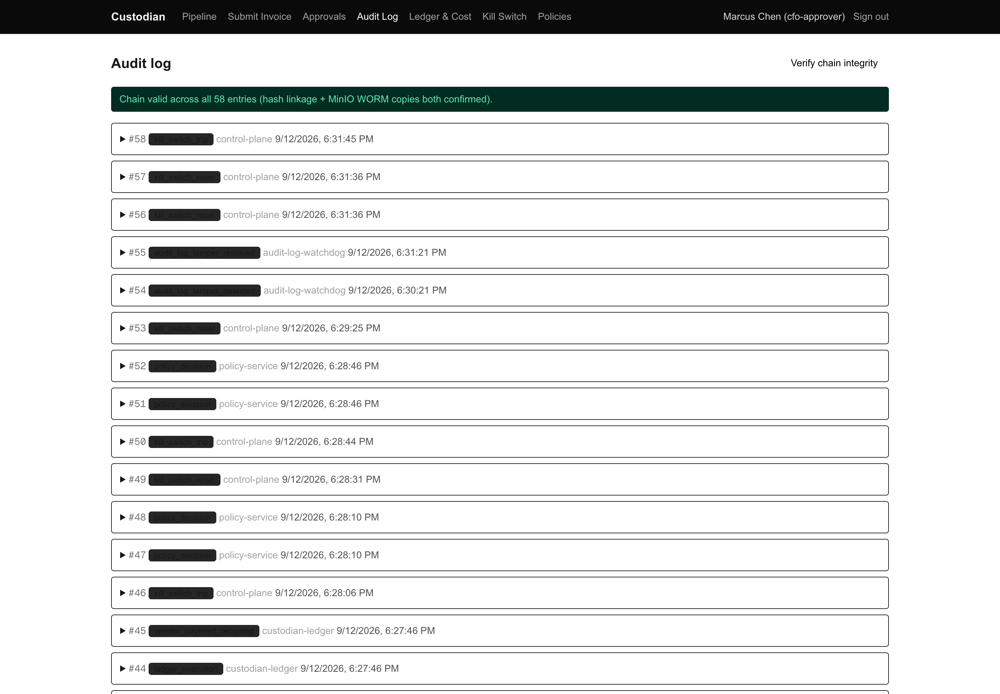 Custodian Pipeline Submit Invoice Approvals Audit Log Ledger & Cost Kill Switch Policies Marcus Chen (cfo-approver) Sign out
Audit log Verify chain integrity
Chain valid across all 58 entries (hash linkage + MinIO WORM copies both confirmed).
#58 kill_switch_trip control-plane 9/12/2026, 6:31:45 PM
#57 kill_switch_reset control-plane 9/12/2026, 6:31:36 PM
#56 kill_switch_reset control-plane 9/12/2026, 6:31:36 PM
#55 audit_log_tamper_resolved audit-log-watchdog 9/12/2026, 6:31:21 PM
#54 audit_log_tamper_detected audit-log-watchdog 9/12/2026, 6:30:21 PM
#53 kill_switch_reset control-plane 9/12/2026, 6:29:25 PM
#52 policy_decision policy-service 9/12/2026, 6:28:46 PM
#51 policy_decision policy-service 9/12/2026, 6:28:46 PM
#50 kill_switch_trip control-plane 9/12/2026, 6:28:44 PM
#49 kill_switch_reset control-plane 9/12/2026, 6:28:31 PM
#48 policy_decision policy-service 9/12/2026, 6:28:10 PM
#47 policy_decision policy-service 9/12/2026, 6:28:10 PM
#46 kill_switch_trip control-plane 9/12/2026, 6:28:06 PM
#45 vendor_payment_recorded custodian-ledger 9/12/2026, 6:27:46 PM
#44 ledger_execution custodian-ledger 9/12/2026, 6:27:46 PM